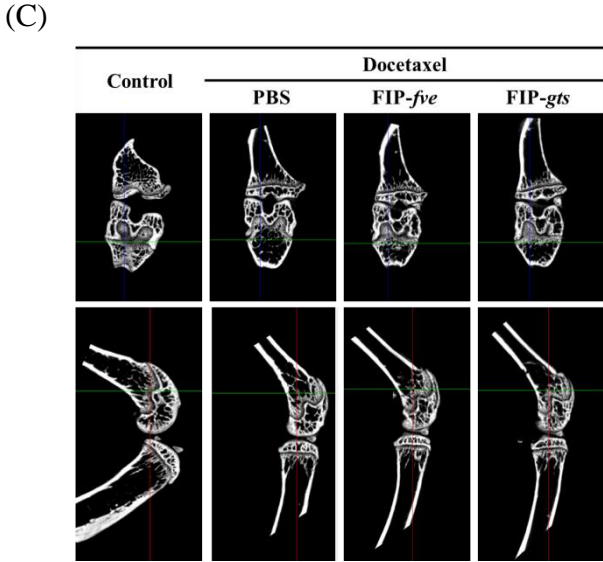 (C)
Control
Docetaxel
PBS
FIP-fve
FIP-gts